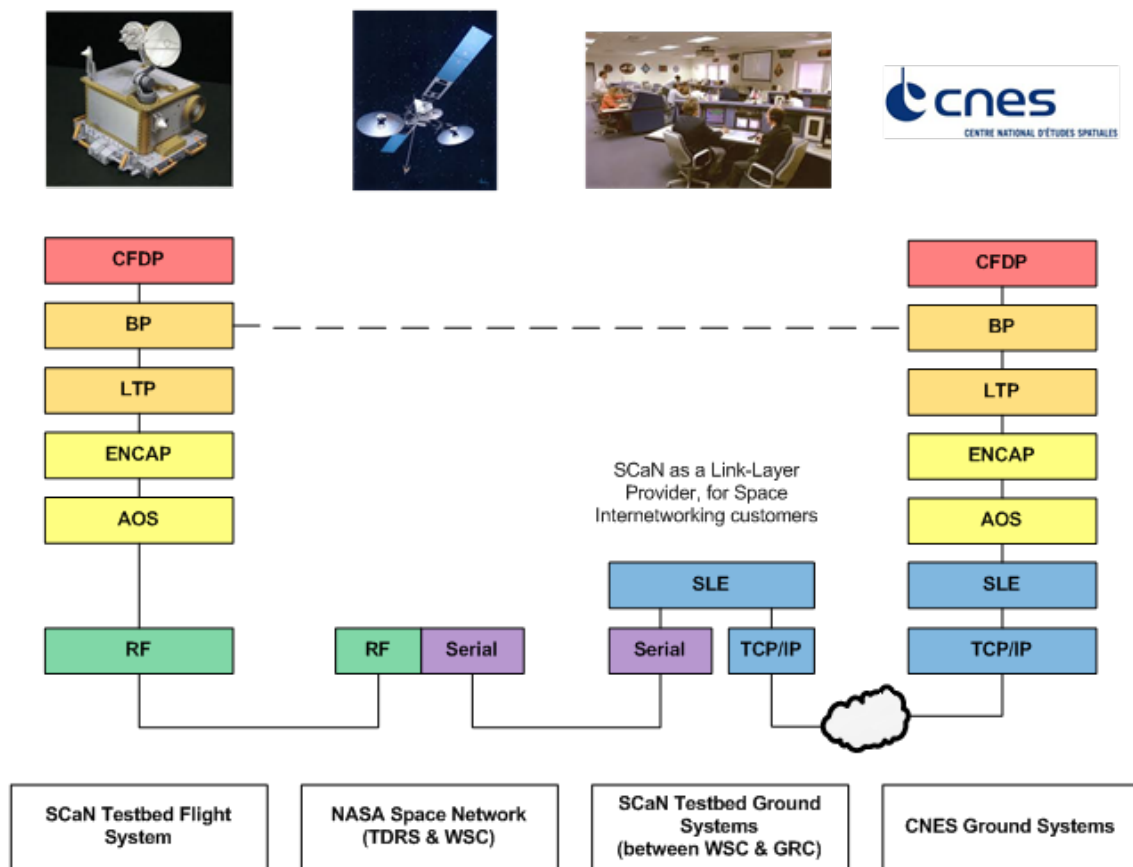 cnes
CENTRE NATIONAL D'ÉTUDES SPATIALES
CFDP
BP
LTP
ENCAP
AOS
RF
RF
Serial
SCaN as a Link-Layer
Provider, for Space
Internetworking customers
SLE
Serial
TCP/IP
CFDP
BP
LTP
ENCAP
AOS
SLE
TCP/IP
SCaN Testbed Flight
System
NASA Space Network
(TDRS & WSC)
SCaN Testbed Ground
Systems
(between WSC & GRC)
CNES Ground Systems